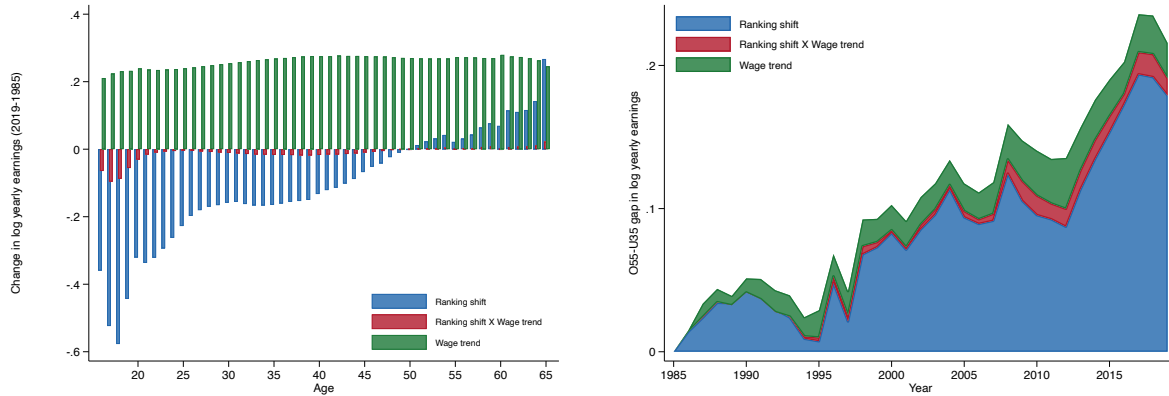 Change in log yearly earnings (2019-1985)
.4
.2
0
-.2
-.4
-.6
20 25 30 35 40 45 50 55 60 65
Age
Ranking shift
Ranking shift X Wage trend
Wage trend
O55-U35 gap in log yearly earnings
.2
.1
0
1985 1990 1995 2000 2005 2010 2015
Year
Ranking shift
Ranking shift X Wage trend
Wage trend